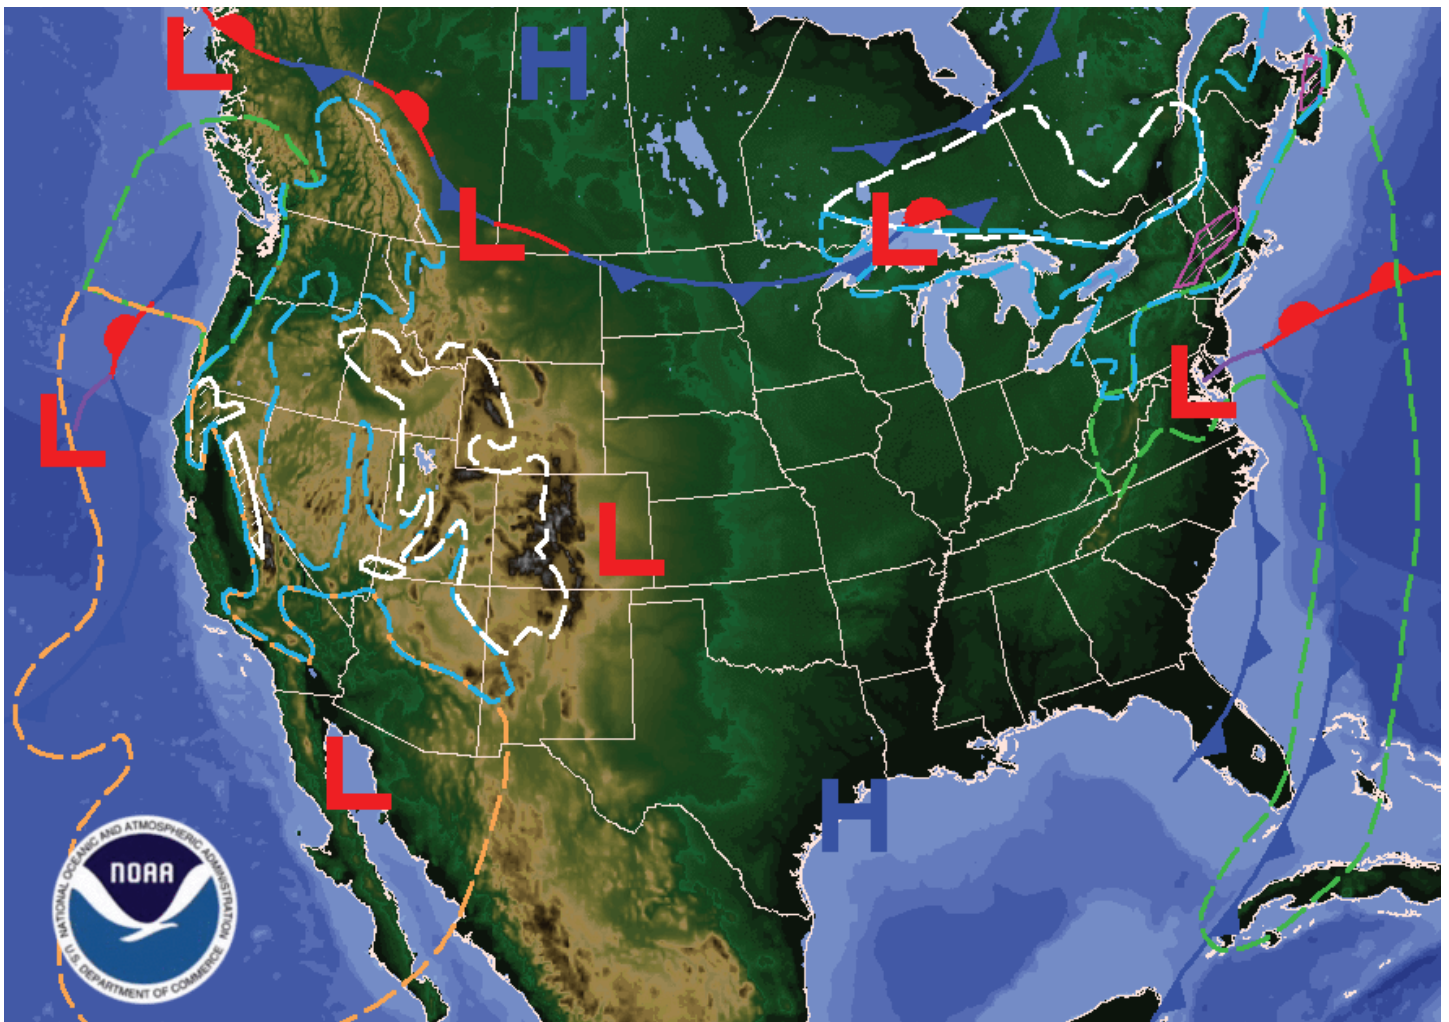 L
H
L
L
L
L
L
L
H
NATIONAL OCEANIC AND ATMOSPHERIC ADMINISTRATION
NOAA
U.S. DEPARTMENT OF COMMERCE